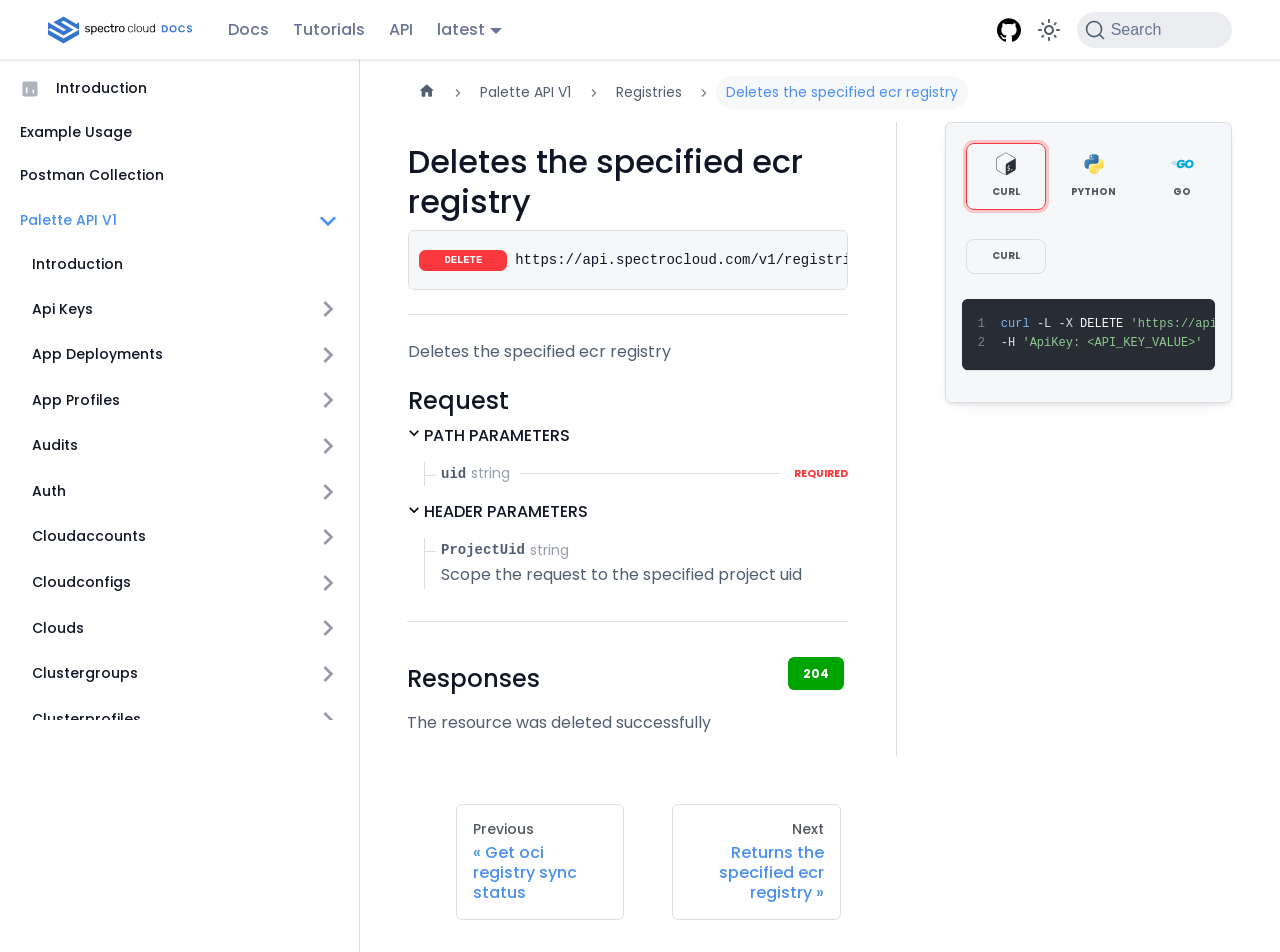 spectro cloud DOCS
Docs
Tutorials
API
latest
Search
Introduction
Example Usage
Postman Collection
Palette API V1
Introduction
Api Keys
App Deployments
App Profiles
Audits
Auth
Cloudaccounts
Cloudconfigs
Clouds
Clustergroups
Clusterprofiles
Palette API V1
Registries
Deletes the specified ecr registry
Deletes the specified ecr
registry
DELETE https://api.spectrocloud.com/v1/registri
Deletes the specified ecr registry
Request
PATH PARAMETERS
uid string REQUIRED
HEADER PARAMETERS
ProjectUid string
Scope the request to the specified project uid
Responses
204
The resource was deleted successfully
CURL
PYTHON
GO
CURL
1 curl -L -X DELETE 'https://api
2 -H 'ApiKey: <API_KEY_VALUE>'
Previous
« Get oci
registry sync
status
Next
Returns the
specified ecr
registry »